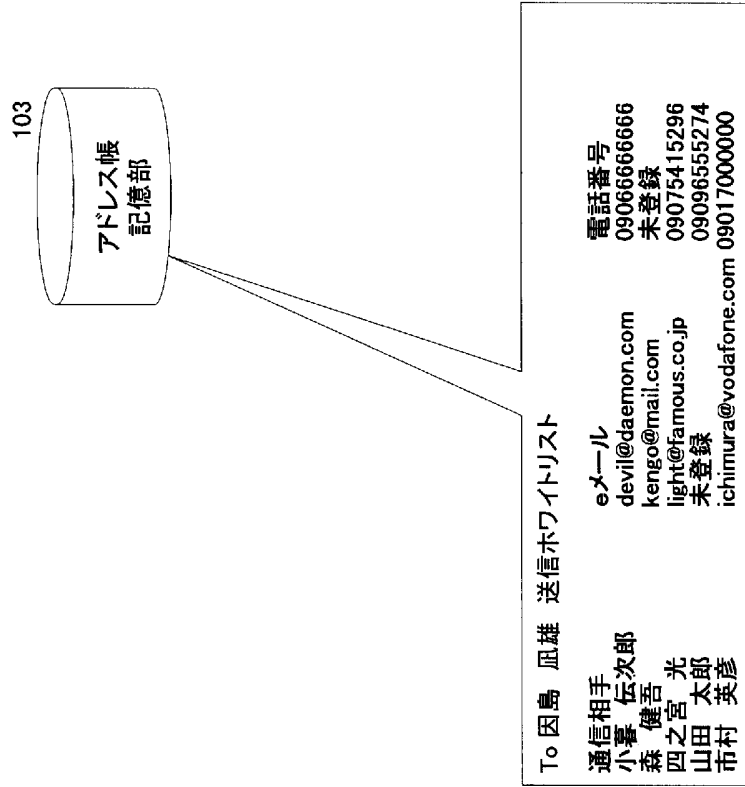 103
アドレス帳
記憶部
To 因島 凪雄 送信ホワイトリスト
通信相手 eメール 電話番号
小暮 伝次郎 devil@daemon.com 09066666666
森 健吾 kengo@mail.com 未登録
四之宮 光 light@famous.co.jp 09075415296
山田 太郎 未登録 09096555274
市村 英彦 ichimura@vodafone.com 09017000000